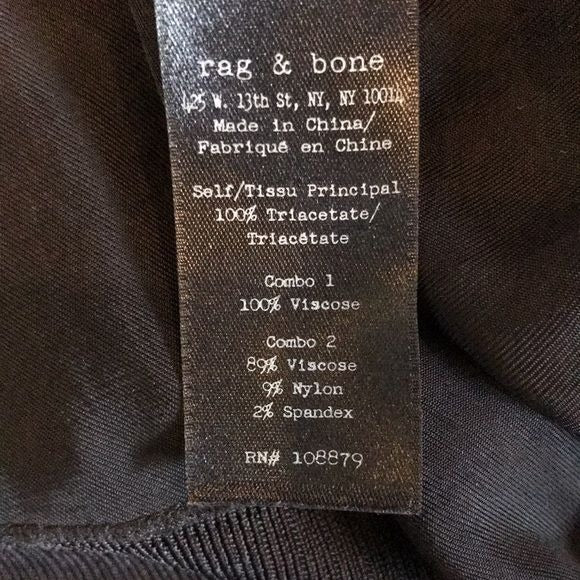 rag & bone
425 W. 13th St, NY, NY 10014
Made in China/
Fabriqué en Chine
Self/Tissu Principal
100% Triacetate/
Triacétate
Combo 1
100% Viscose
Combo 2
89% Viscose
9% Nylon
2% Spandex
RN# 108879